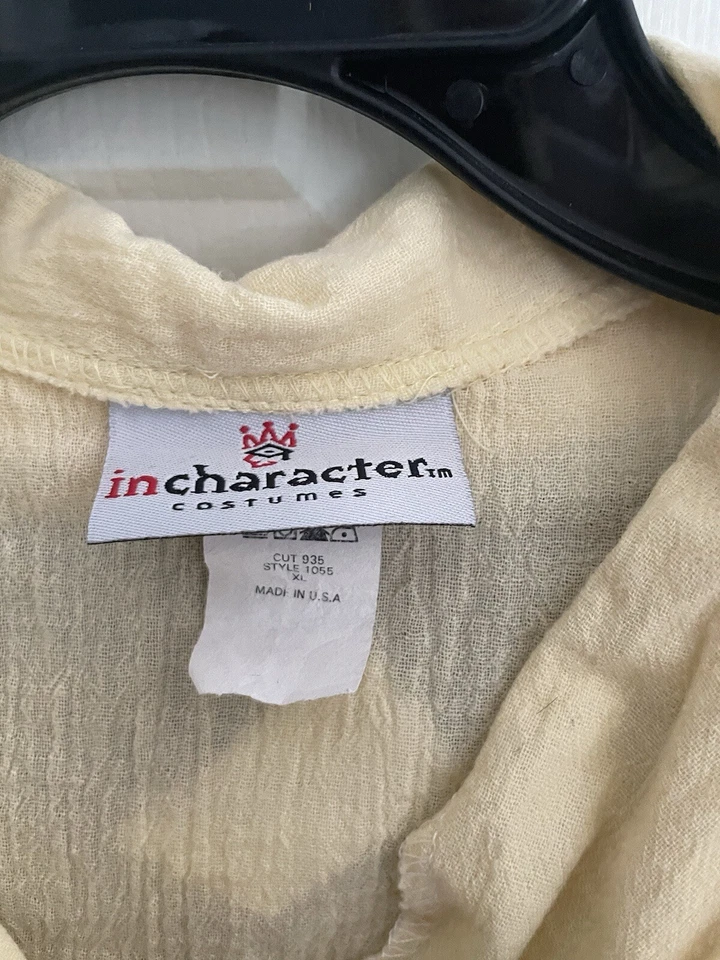 incharacter™
costumes
CUT 935
STYLE 1055
XL
MADE IN U.S.A